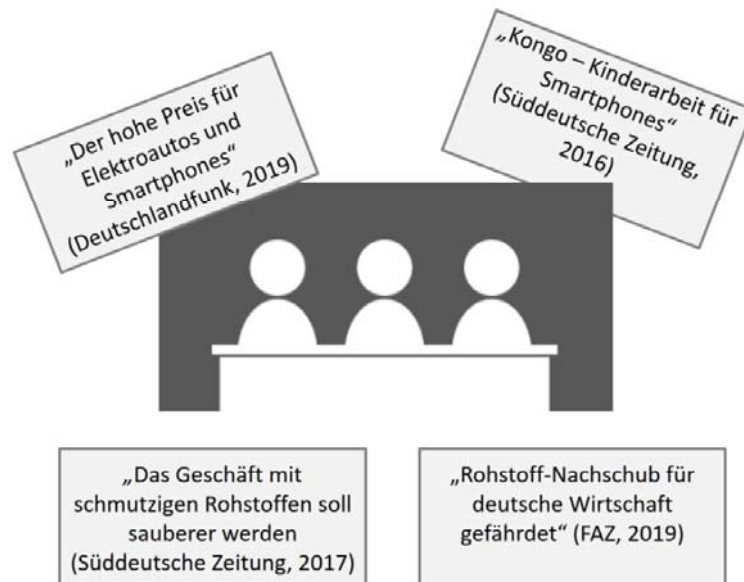 „Der hohe Preis für
Elektroautos und
Smartphones“
(Deutschlandfunk, 2019)
„Kongo – Kinderarbeit für
Smartphones“
(Süddeutsche Zeitung,
2016)
„Das Geschäft mit
schmutzigen Rohstoffen soll
sauberer werden
(Süddeutsche Zeitung, 2017)
„Rohstoff-Nachschub für
deutsche Wirtschaft
gefährdet“ (FAZ, 2019)